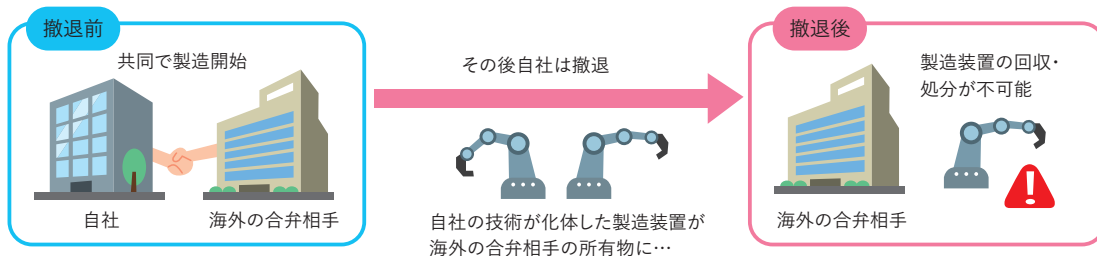 撤退前
共同で製造開始
自社
海外の合弁相手
その後自社は撤退
自社の技術が化体した製造装置が
海外の合弁相手の所有物に…
撤退後
製造装置の回収・
処分が不可能
海外の合弁相手